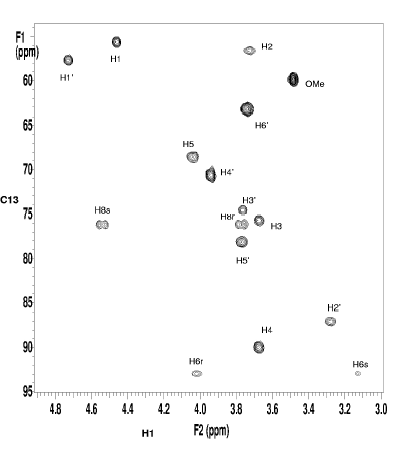 F1
(ppm)
H2
H1
H1'
OMe
60
H6'
65
H5
70
H4'
C13
H3'
75
H8a
H8r'
H3
80
H5'
85
H2'
H4
90
H6r
H6s
95
4.8 4.6 4.4 4.2 4.0 3.8 3.6 3.4 3.2 3.0
H1
F2 (ppm)